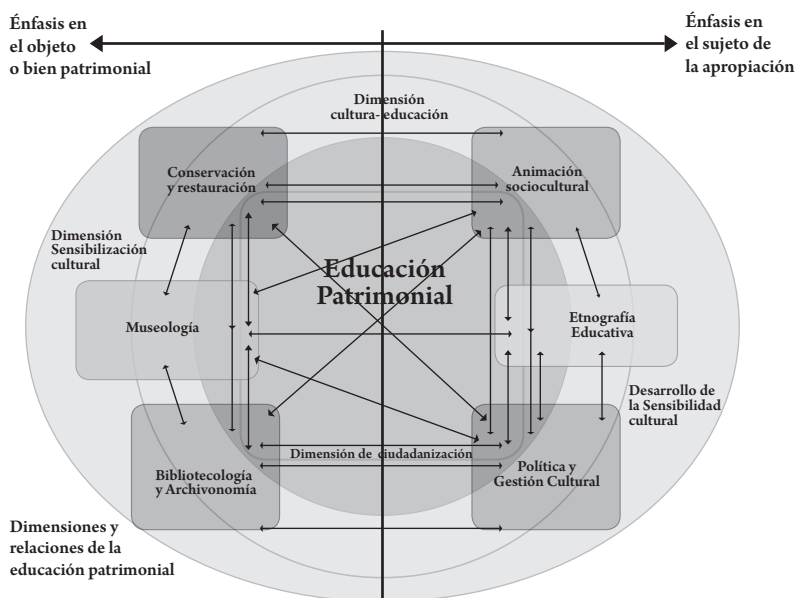 Énfasis en
el objeto
o bien patrimonial
Énfasis en
el sujeto de
la apropiación
Dimensión
cultura-educación
Conservación
y restauración
Animación
sociocultural
Dimensión
Sensibilización
cultural
Educación
Patrimonial
Museología
Etnografía
Educativa
Desarrollo de
la Sensibilidad
cultural
Dimensión de ciudadanización
Bibliotecología
y Archivonomía
Política y
Gestión Cultural
Dimensiones y
relaciones de la
educación patrimonial